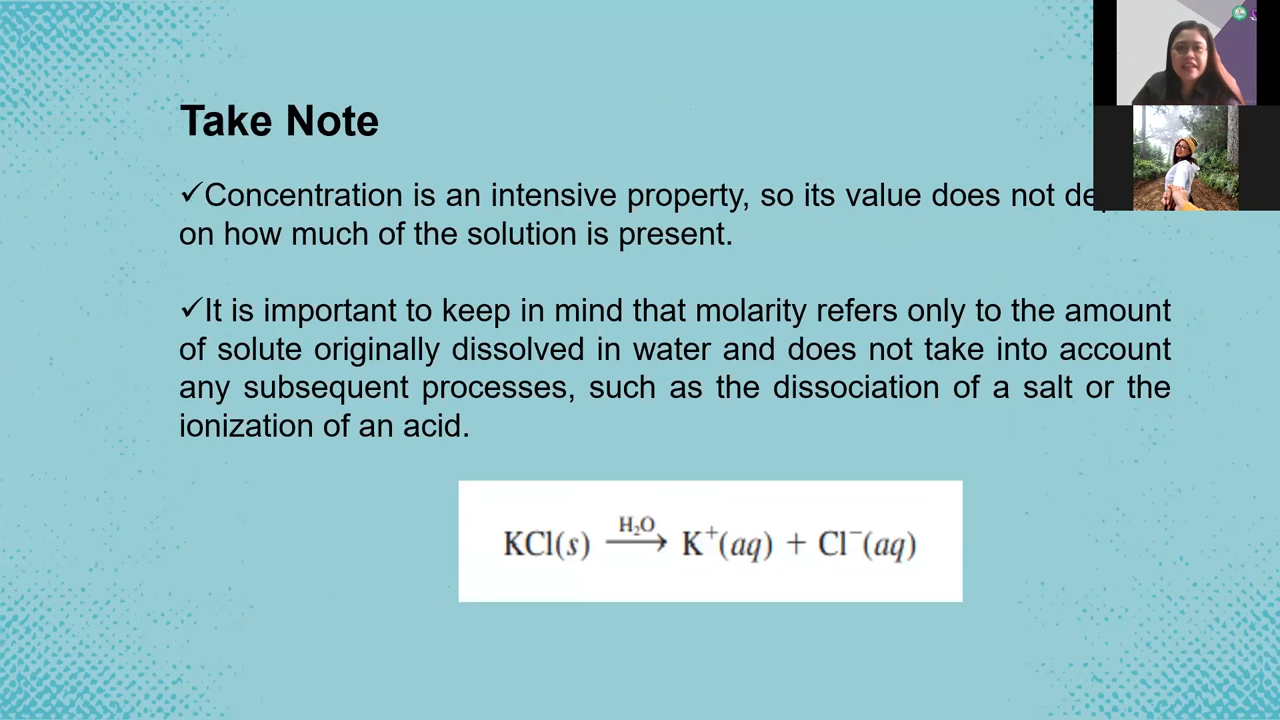 Take Note
✓Concentration is an intensive property, so its value does not
on how much of the solution is present.
✓It is important to keep in mind that molarity refers only to the amount
of solute originally dissolved in water and does not take into account
any subsequent processes, such as the dissociation of a salt or the
ionization of an acid.
KCl(s) —H₂O→ K⁺(aq) + Cl⁻(aq)